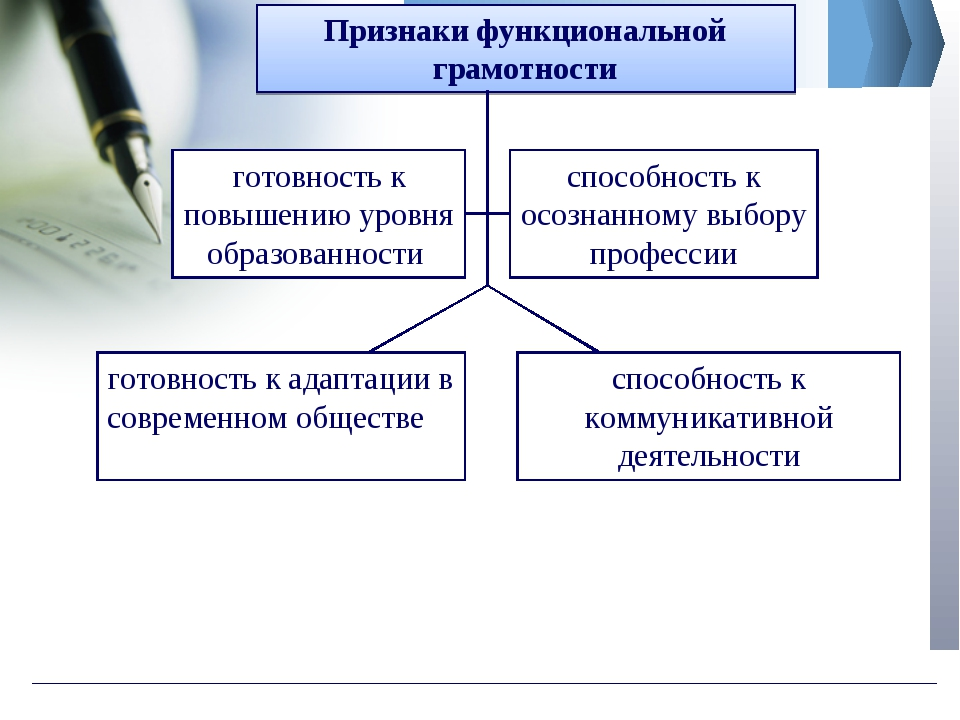 Признаки функциональной
грамотности
готовность к
повышению уровня
образованности
способность к
осознанному выбору
профессии
готовность к адаптации в
современном обществе
способность к
коммуникативной
деятельности